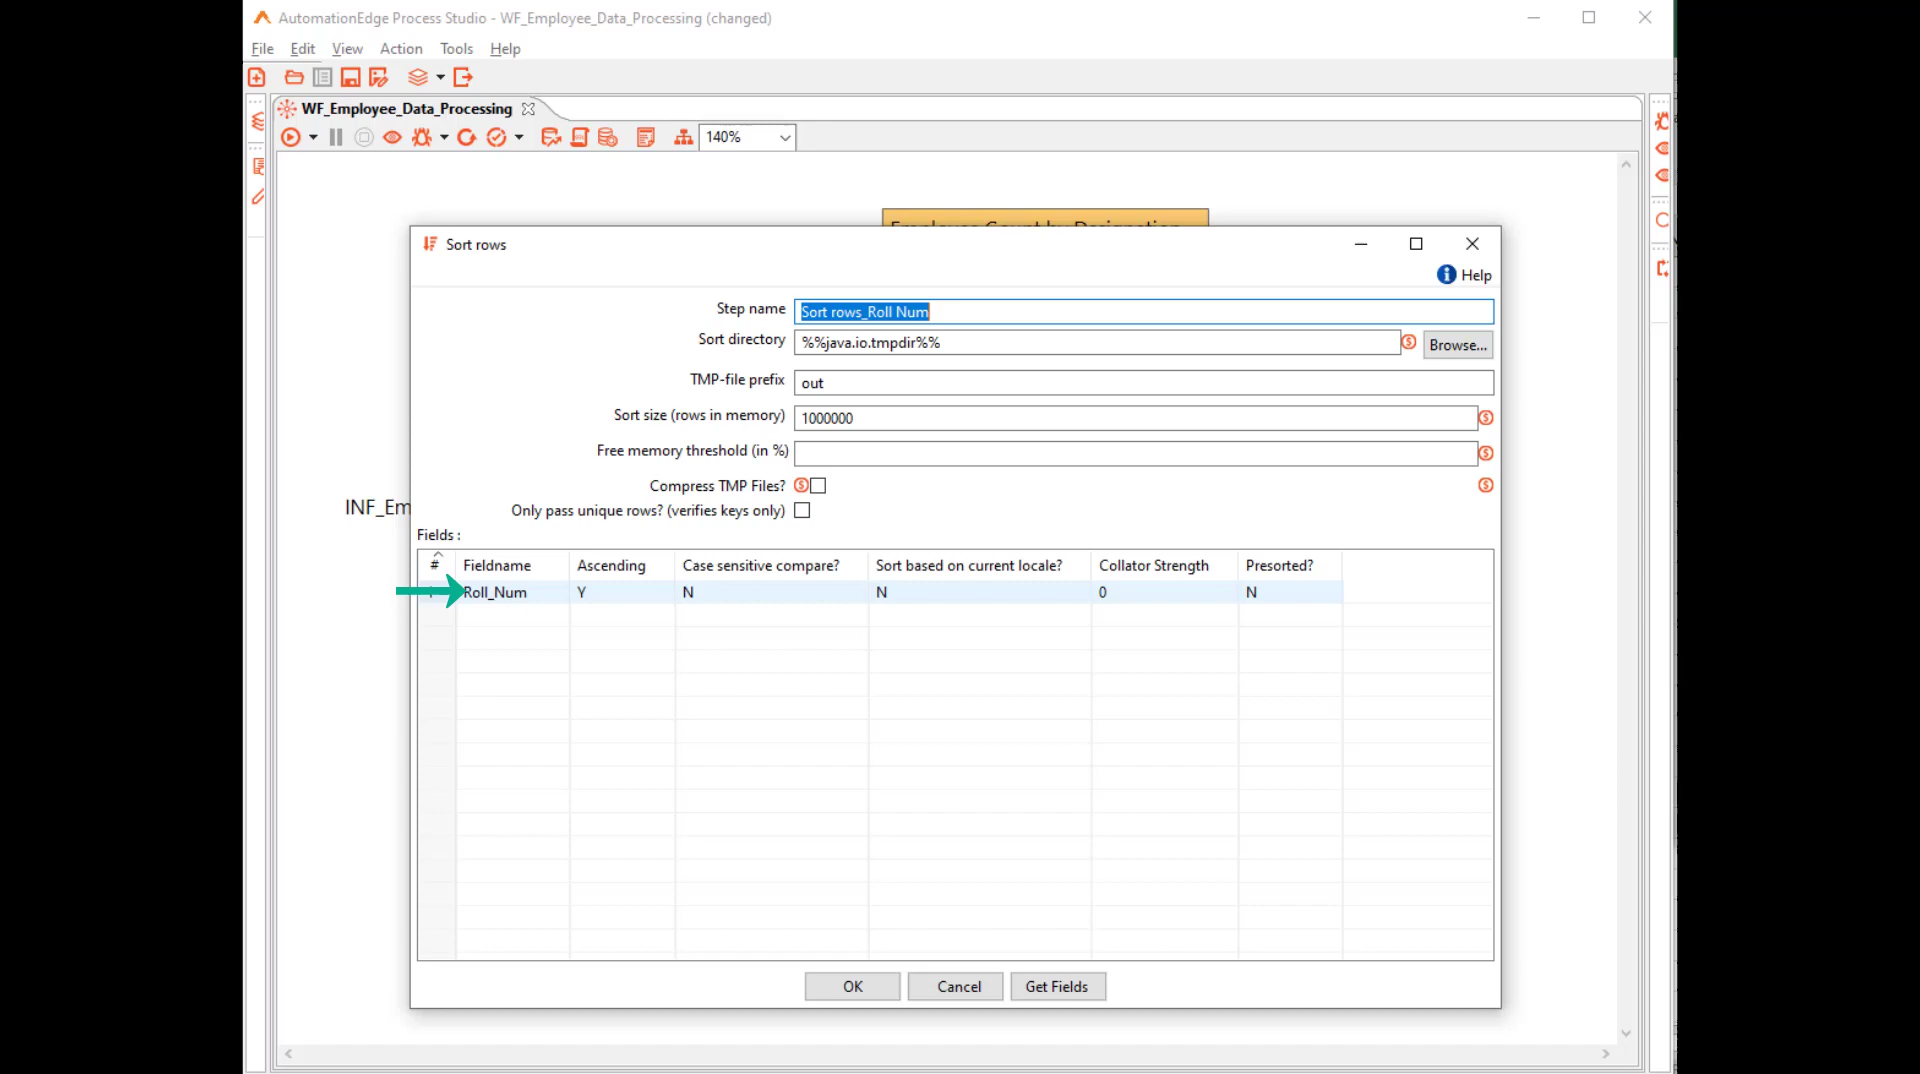 AutomationEdge Process Studio - WF_Employee_Data_Processing (changed)
File Edit View Action Tools Help
WF_Employee_Data_Processing
140%
Employee Count by Designation
Sort rows
Help
Step name Sort rows_Roll Num
Sort directory %%java.io.tmpdir%% Browse...
TMP-file prefix out
Sort size (rows in memory) 1000000
Free memory threshold (in %)
Compress TMP Files?
INF_Em
Only pass unique rows? (verifies keys only)
Fields :
# Fieldname Ascending Case sensitive compare? Sort based on current locale? Collator Strength Presorted?
Roll_Num Y N N 0 N
OK Cancel Get Fields